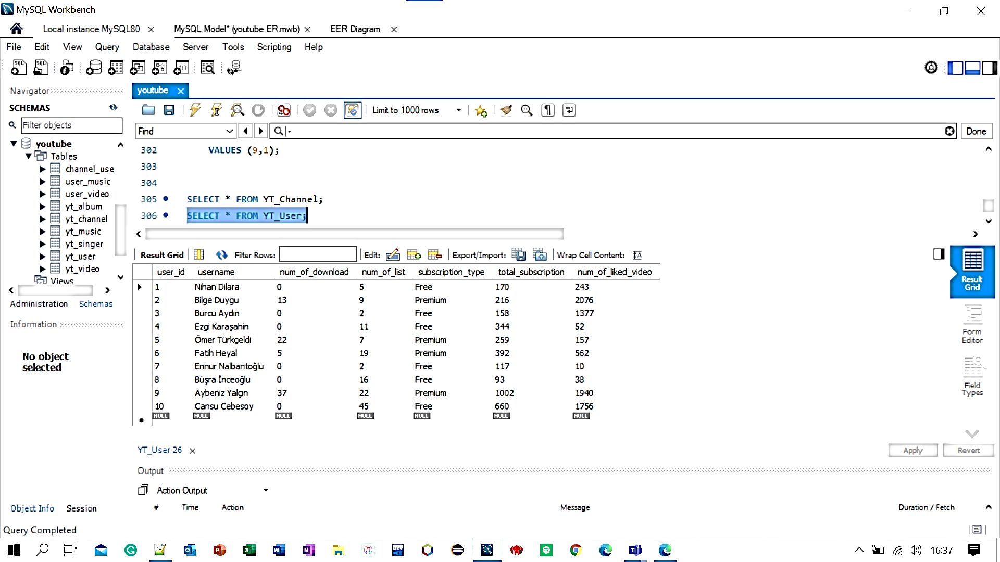 MySQL Workbench
Local instance MySQL80 MySQL Model* (youtube ER.mwb) EER Diagram
File Edit View Query Database Server Tools Scripting Help
Navigator
SCHEMAS
Filter objects
youtube
Tables
channel_use
user_music
user_video
yt_album
yt_channel
yt_music
yt_singer
yt_user
yt_video
Views
Administration Schemas
Information
No object
selected
Object Info Session
Query Completed
youtube
Limit to 1000 rows
Find Done
302 VALUES (9,1);
303
304
305 SELECT * FROM YT_Channel;
306 SELECT * FROM YT_User;
Result Grid Filter Rows: Edit: Export/Import: Wrap Cell Content:
user_id username num_of_download num_of_list subscription_type total_subscription num_of_liked_video
1 Nihan Dilara 0 5 Free 170 243
2 Bilge Duygu 13 9 Premium 216 2076
3 Burcu Aydın 0 2 Free 158 1377
4 Ezgi Karaşahin 0 11 Free 344 52
5 Ömer Türkgeldi 22 7 Premium 259 157
6 Fatih Heyal 5 19 Premium 392 562
7 Ennur Nalbantoğlu 0 2 Free 117 10
8 Büşra İnceoğlu 0 16 Free 93 38
9 Aybeniz Yalçın 37 22 Premium 1002 1940
10 Cansu Cebesoy 0 45 Free 660 1756
NULL NULL NULL NULL NULL NULL NULL
Result
Grid
Form
Editor
Field
Types
YT_User 26 Apply Revert
Output
Action Output
# Time Action Message Duration / Fetch
16:37